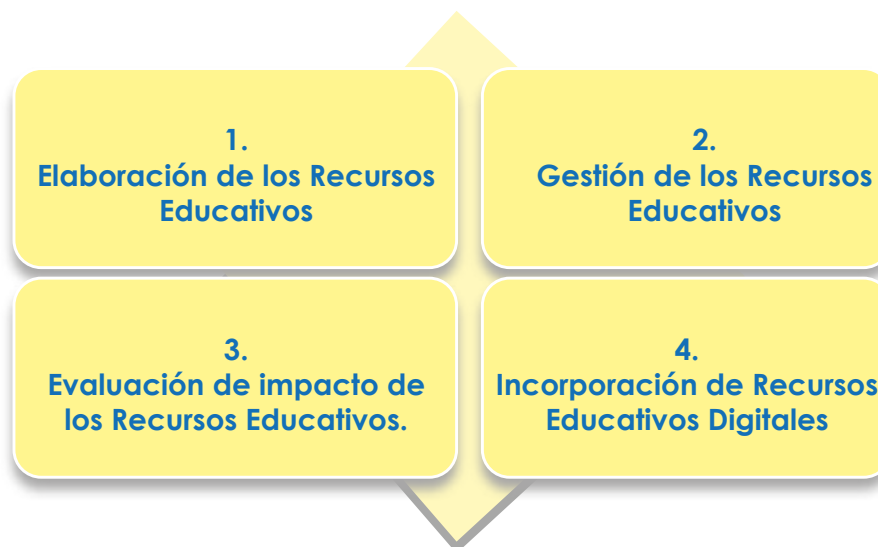 1.
Elaboración de los Recursos
Educativos
2.
Gestión de los Recursos
Educativos
3.
Evaluación de impacto de
los Recursos Educativos.
4.
Incorporación de Recursos
Educativos Digitales